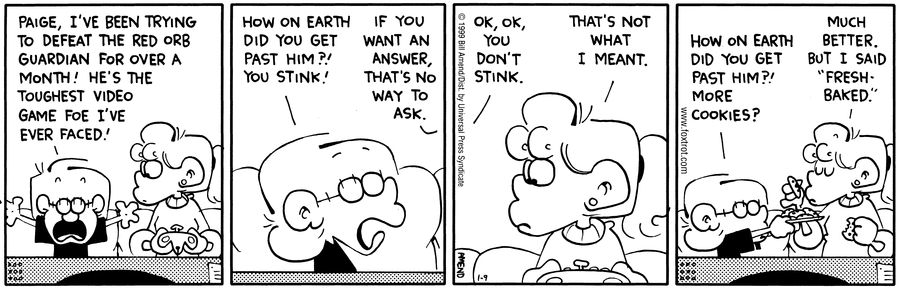 PAIGE, I'VE BEEN TRYING
TO DEFEAT THE RED ORB
GUARDIAN FOR OVER A
MONTH! HE'S THE
TOUGHEST VIDEO
GAME FOE I'VE
EVER FACED!
HOW ON EARTH
DID YOU GET
PAST HIM?!
YOU STINK!
IF YOU
WANT AN
ANSWER,
THAT'S NO
WAY TO
ASK.
© 1999 Bill Amend/Dist. by Universal Press Syndicate
OK, OK,
YOU
DON'T
STINK.
THAT'S NOT
WHAT
I MEANT.
AMEND
1-9
www.foxtrot.com
HOW ON EARTH
DID YOU GET
PAST HIM?!
MORE
COOKIES?
MUCH
BETTER.
BUT I SAID
"FRESH-
BAKED."